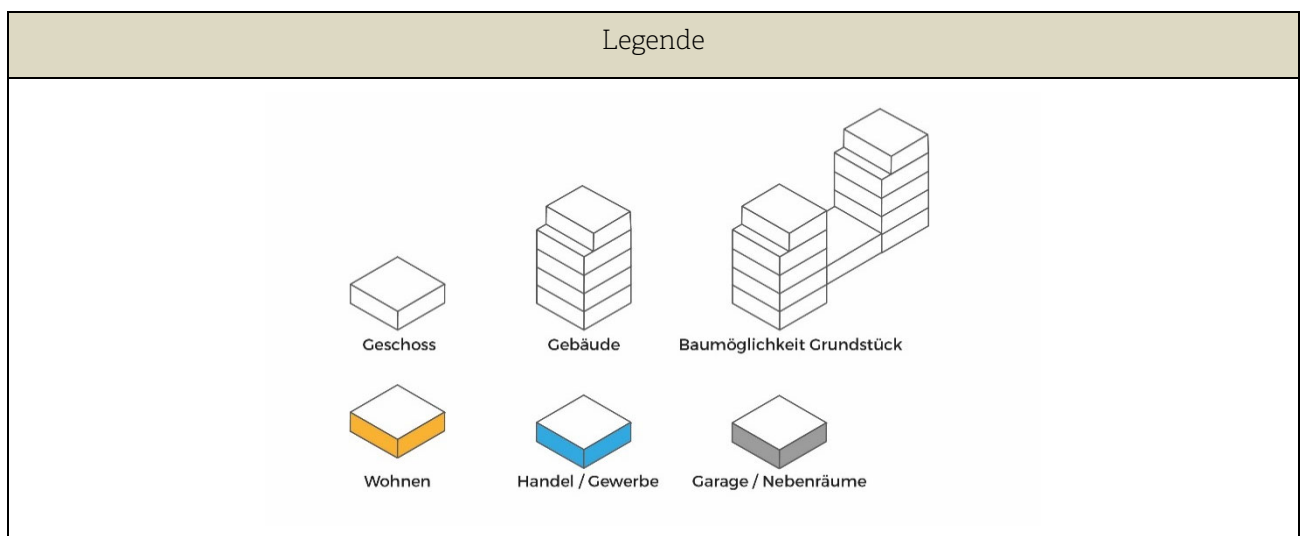 Legende
Geschoss
Gebäude
Baumöglichkeit Grundstück
Wohnen
Handel / Gewerbe
Garage / Nebenräume